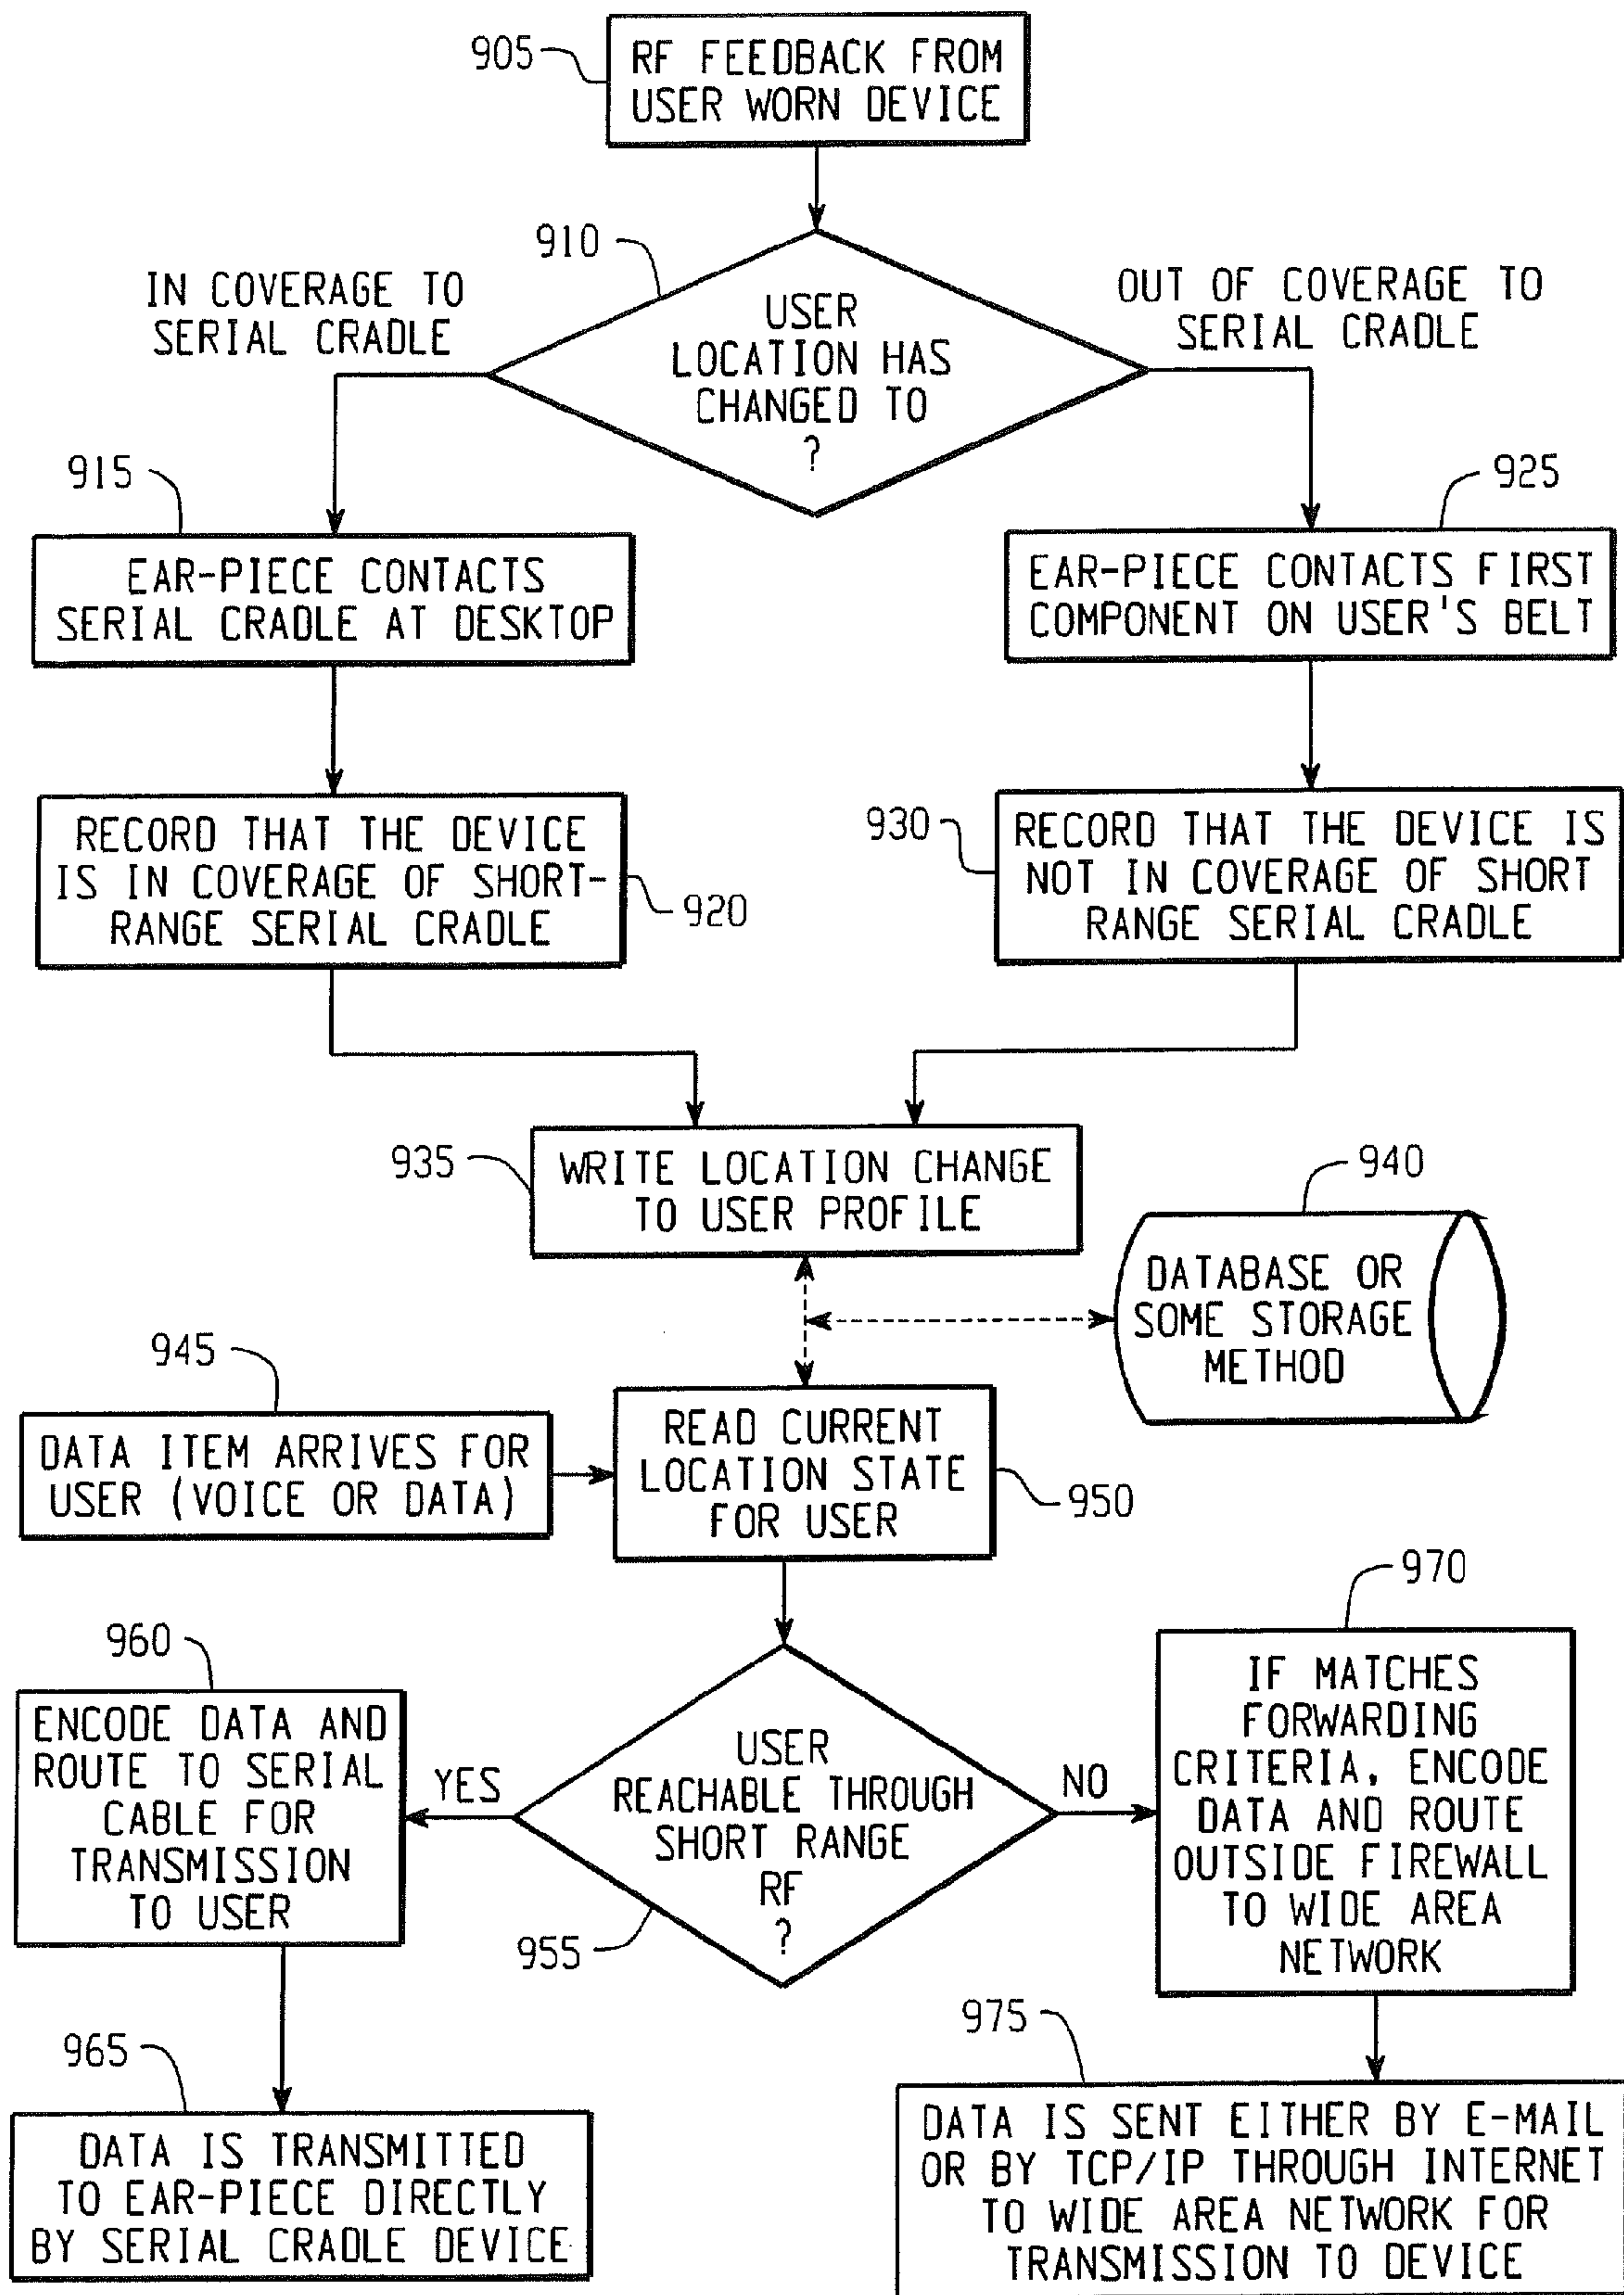 905
RF FEEDBACK FROM
USER WORN DEVICE
910
IN COVERAGE TO
SERIAL CRADLE
USER
LOCATION HAS
CHANGED TO
?
OUT OF COVERAGE TO
SERIAL CRADLE
915
EAR-PIECE CONTACTS
SERIAL CRADLE AT DESKTOP
925
EAR-PIECE CONTACTS FIRST
COMPONENT ON USER'S BELT
RECORD THAT THE DEVICE
IS IN COVERAGE OF SHORT-
RANGE SERIAL CRADLE
920
930
RECORD THAT THE DEVICE IS
NOT IN COVERAGE OF SHORT
RANGE SERIAL CRADLE
935
WRITE LOCATION CHANGE
TO USER PROFILE
940
DATABASE OR
SOME STORAGE
METHOD
945
DATA ITEM ARRIVES FOR
USER (VOICE OR DATA)
READ CURRENT
LOCATION STATE
FOR USER
950
960
ENCODE DATA AND
ROUTE TO SERIAL
CABLE FOR
TRANSMISSION
TO USER
YES
USER
REACHABLE THROUGH
SHORT RANGE
RF
?
955
NO
970
IF MATCHES
FORWARDING
CRITERIA, ENCODE
DATA AND ROUTE
OUTSIDE FIREWALL
TO WIDE AREA
NETWORK
965
DATA IS TRANSMITTED
TO EAR-PIECE DIRECTLY
BY SERIAL CRADLE DEVICE
975
DATA IS SENT EITHER BY E-MAIL
OR BY TCP/IP THROUGH INTERNET
TO WIDE AREA NETWORK FOR
TRANSMISSION TO DEVICE